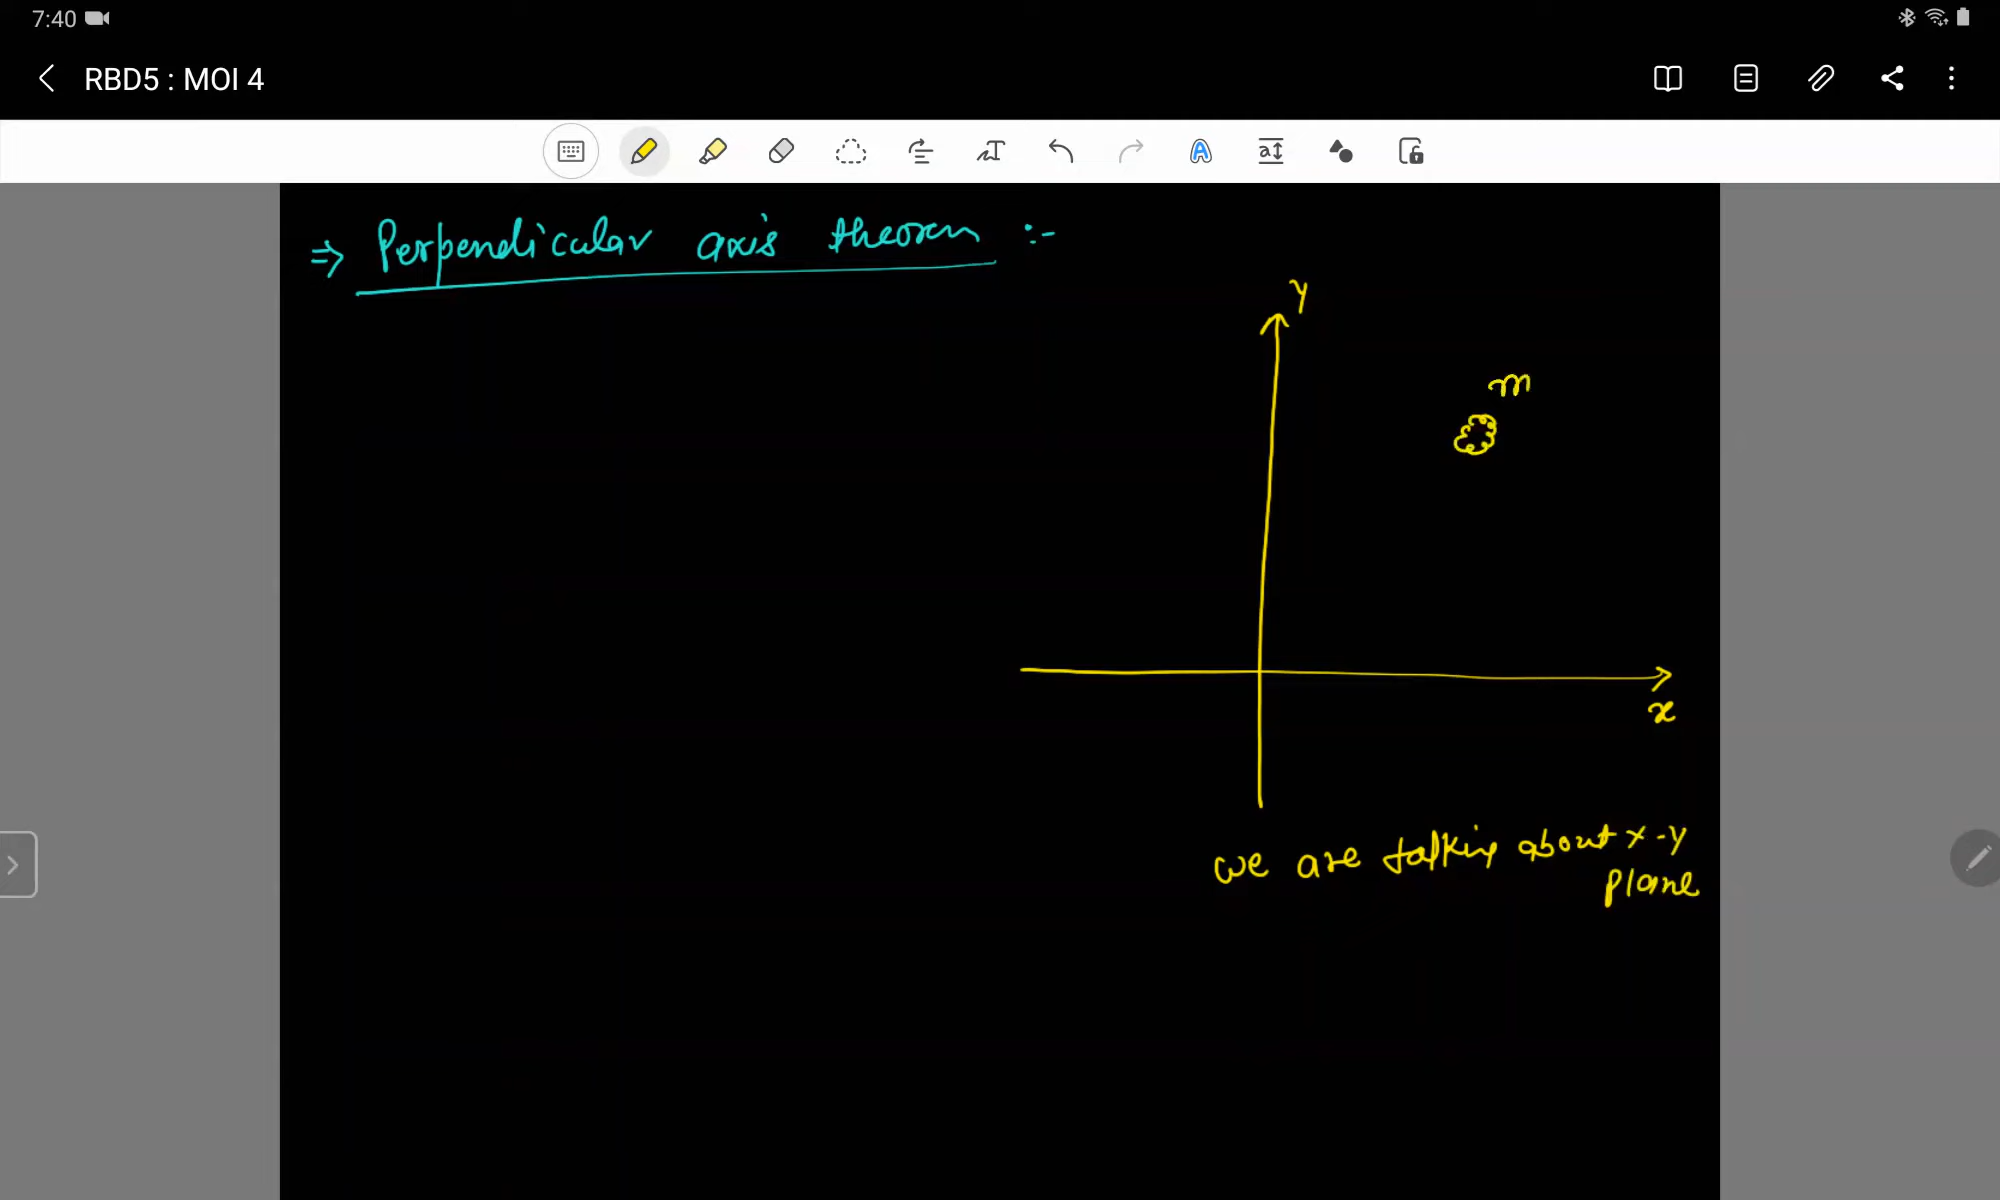 7:40
RBD5 : MOI 4
⇒ Perpendicular axis theorem :-
y
m
x
we are talking about x-y
plane